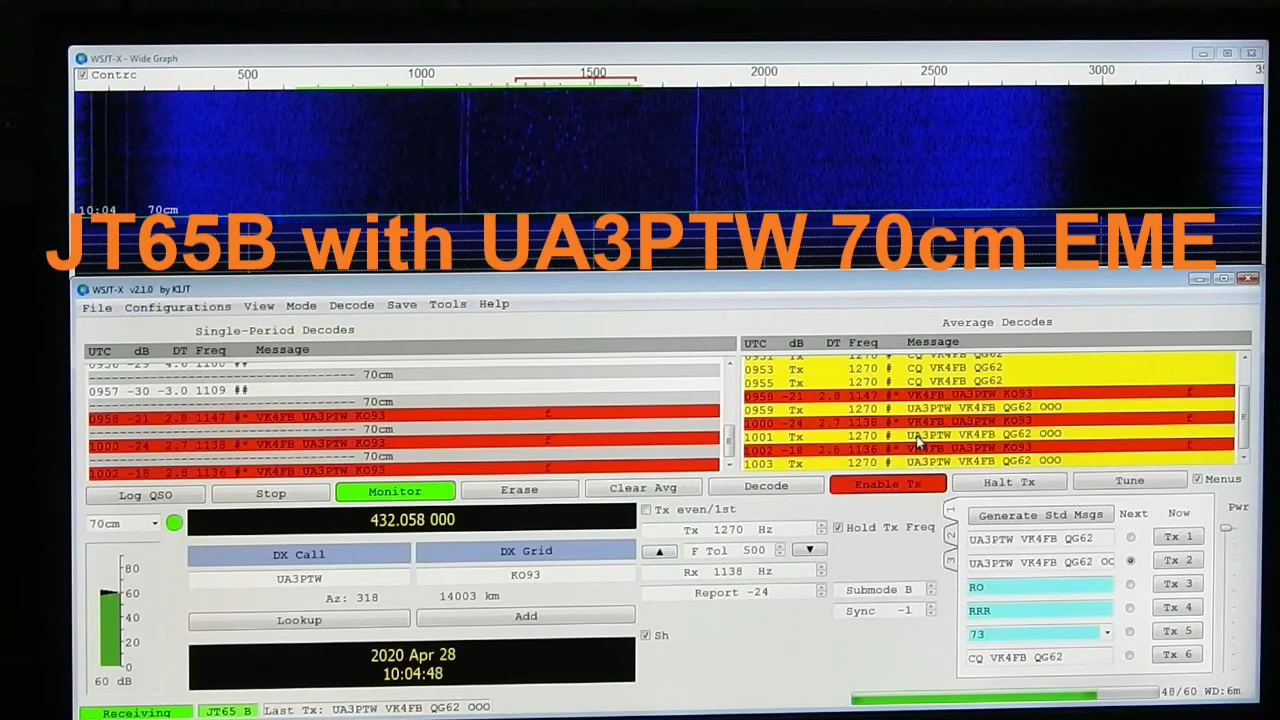 WSJT-X - Wide Graph
Contrc 500 1000 1500 2000 2500 3000
10:04 70cm
JT65B with UA3PTW 70cm EME
WSJT-X v2.1.0 by K1JT
File Configurations View Mode Decode Save Tools Help
Single-Period Decodes
UTC dB DT Freq Message
70cm
0957 -30 -3.0 1109 ##
70cm
0958 -21 2.8 1147 #* VK4FB UA3PTW KO93 f
70cm
1000 -24 2.7 1138 #* VK4FB UA3PTW KO93 f
70cm
1002 -18 2.8 1136 #* VK4FB UA3PTW KO93
Average Decodes
UTC dB DT Freq Message
0951 Tx 1270 # CQ VK4FB QG62
0953 Tx 1270 # CQ VK4FB QG62
0955 Tx 1270 # CQ VK4FB QG62
0958 -21 2.8 1147 #* VK4FB UA3PTW KO93 f
0959 Tx 1270 # UA3PTW VK4FB QG62 OOO
1000 -24 2.7 1138 #* VK4FB UA3PTW KO93 f
1001 Tx 1270 # UA3PTW VK4FB QG62 OOO
1002 -18 2.8 1136 #* VK4FB UA3PTW KO93 f
1003 Tx 1270 # UA3PTW VK4FB QG62 OOO
Log QSO Stop Monitor Erase Clear Avg Decode Enable Tx Halt Tx Tune Menus
70cm
432.058 000
DX Call DX Grid
UA3PTW KO93
Az: 318 14003 km
Lookup Add
2020 Apr 28
10:04:48
80
60
40
20
0
60 dB
Tx even/1st
Tx 1270 Hz
Hold Tx Freq
F Tol 500
Rx 1138 Hz
Report -24
Submode B
Sync -1
Sh
1
2
3
Generate Std Msgs Next Now Pwr
UA3PTW VK4FB QG62 Tx 1
UA3PTW VK4FB QG62 OO Tx 2
RO Tx 3
RRR Tx 4
73 Tx 5
CQ VK4FB QG62 Tx 6
Receiving JT65 B Last Tx: UA3PTW VK4FB QG62 OOO
48/60 WD:6m